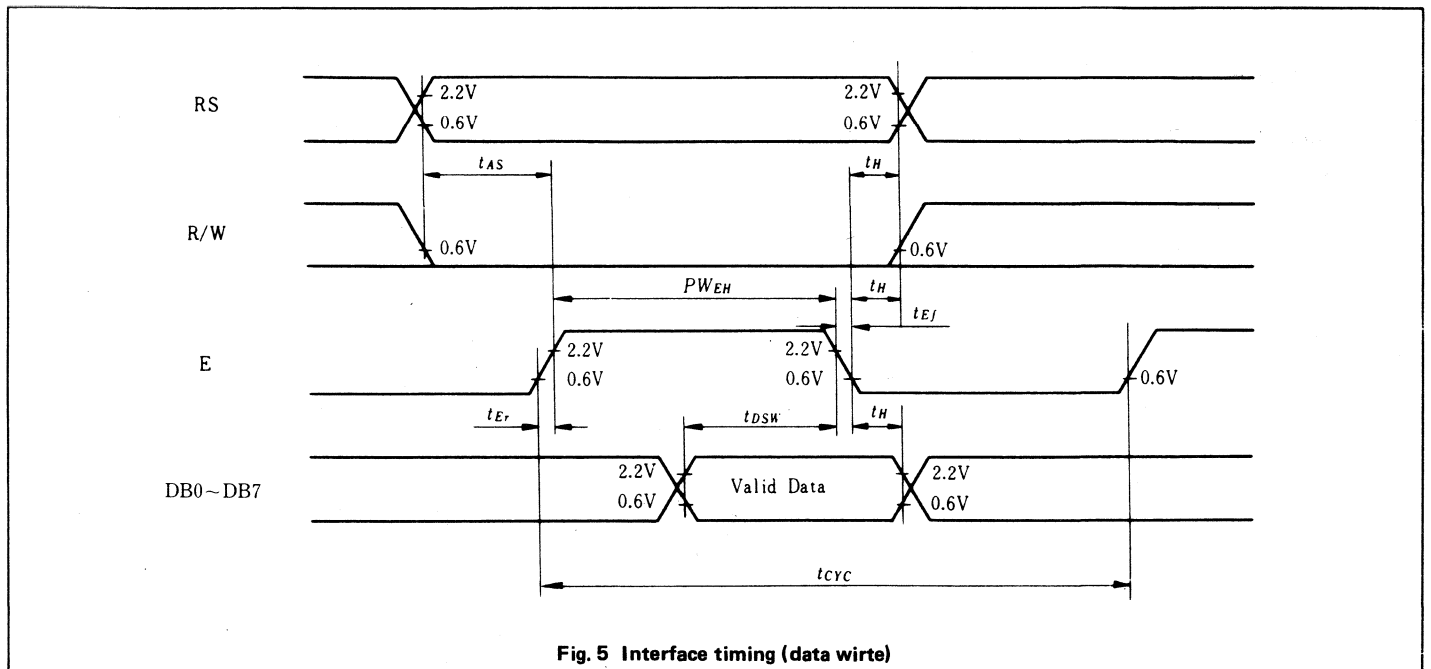 RS
2.2V
0.6V
2.2V
0.6V
tAS
tH
R/W
0.6V
0.6V
PWEH
tH
tEf
E
2.2V
0.6V
2.2V
0.6V
0.6V
tEr
tDSW
tH
DB0~DB7
2.2V
0.6V
Valid Data
2.2V
0.6V
tCYC
Fig. 5 Interface timing (data wirte)